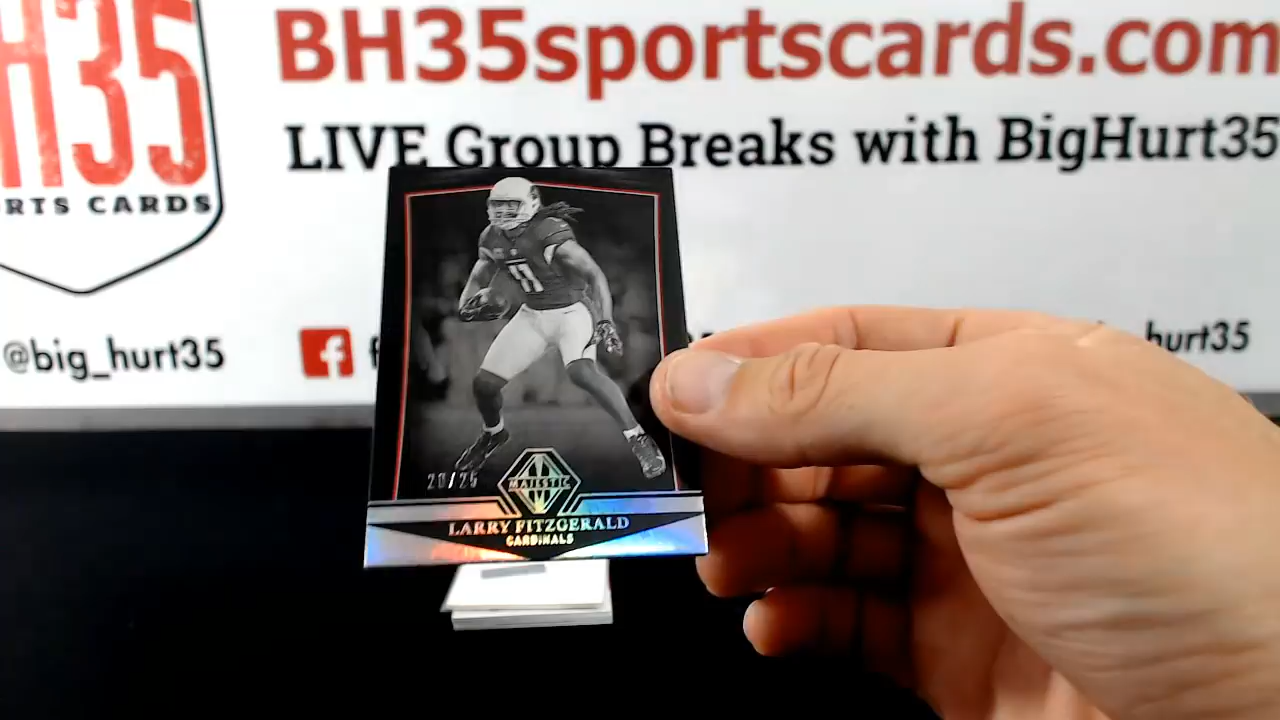 H35
RTS CARDS
BH35sportscards.com
LIVE Group Breaks with BigHurt35
@big_hurt35
f
hurt35
11
20/25
MAJESTIC
LARRY FITZGERALD
CARDINALS